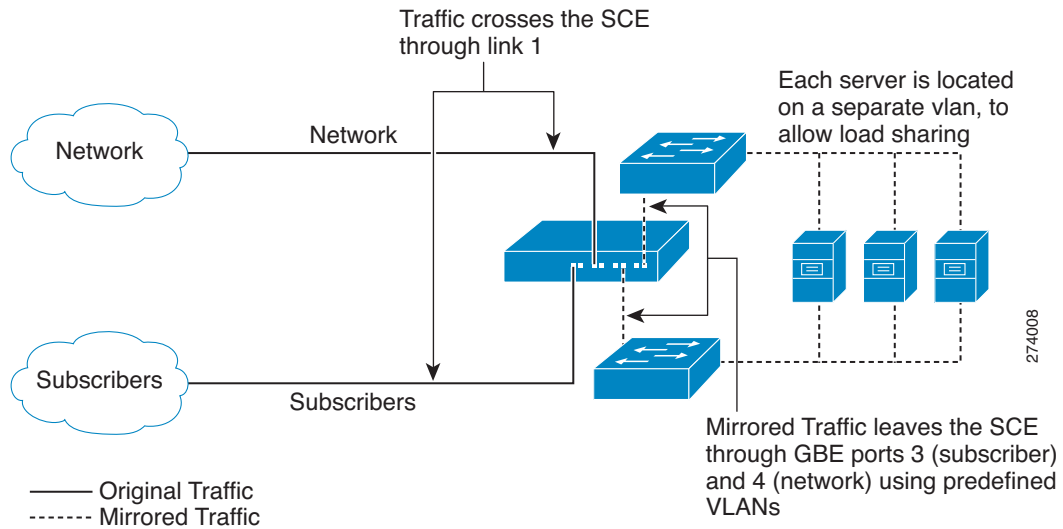 Traffic crosses the SCE
through link 1
Each server is located
on a separate vlan, to
allow load sharing
Network
Network
Subscribers
Subscribers
274008
Mirrored Traffic leaves the SCE
through GBE ports 3 (subscriber)
and 4 (network) using predefined
VLANs
Original Traffic
Mirrored Traffic